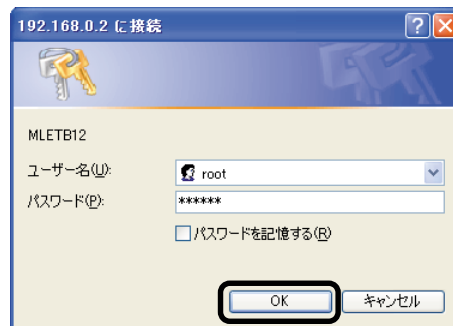 192.168.0.2 に接続
MLETB12
ユーザー名(U):
root
パスワード(P):
******
パスワードを記憶する(R)
OK
キャンセル